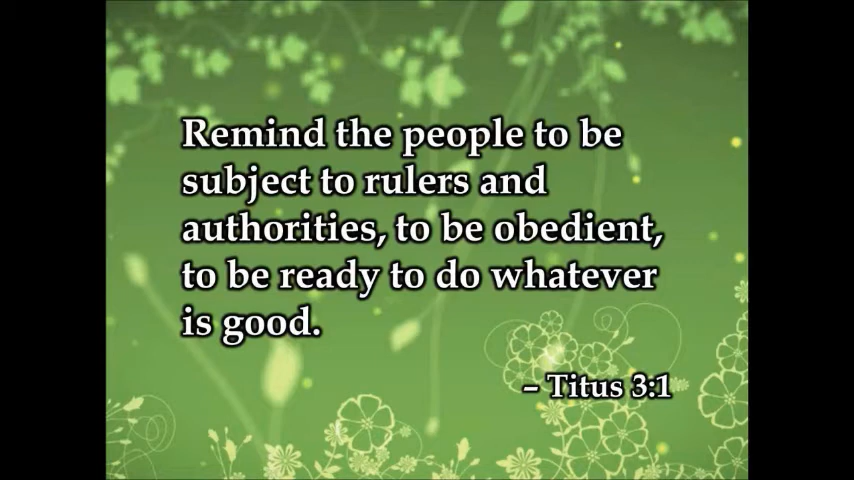 Remind the people to be
subject to rulers and
authorities, to be obedient,
to be ready to do whatever
is good.
– Titus 3:1